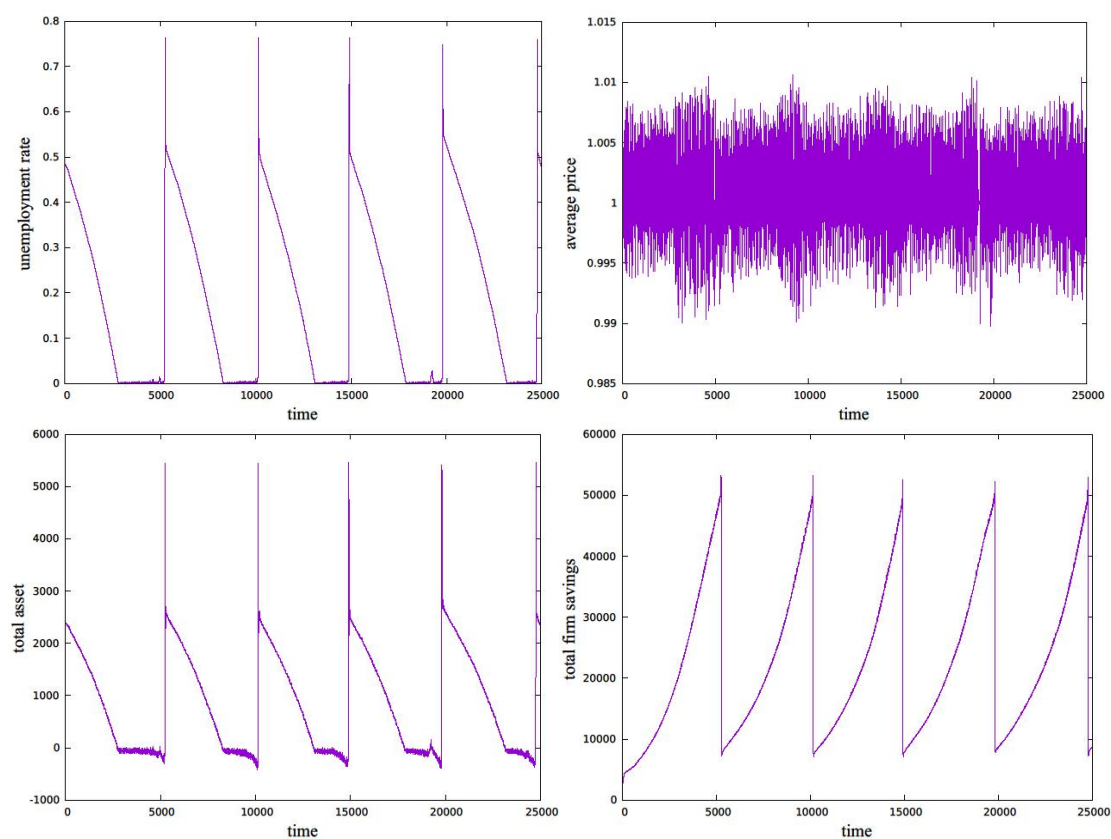 0.8
0.7
0.6
0.5
0.4
0.3
0.2
0.1
0
unemployment rate
0 5000 10000 15000 20000 25000
time
1.015
1.01
1.005
1
0.995
0.99
0.985
average price
0 5000 10000 15000 20000 25000
time
6000
5000
4000
3000
2000
1000
0
-1000
total asset
0 5000 10000 15000 20000 25000
time
60000
50000
40000
30000
20000
10000
0
total firm savings
0 5000 10000 15000 20000 25000
time